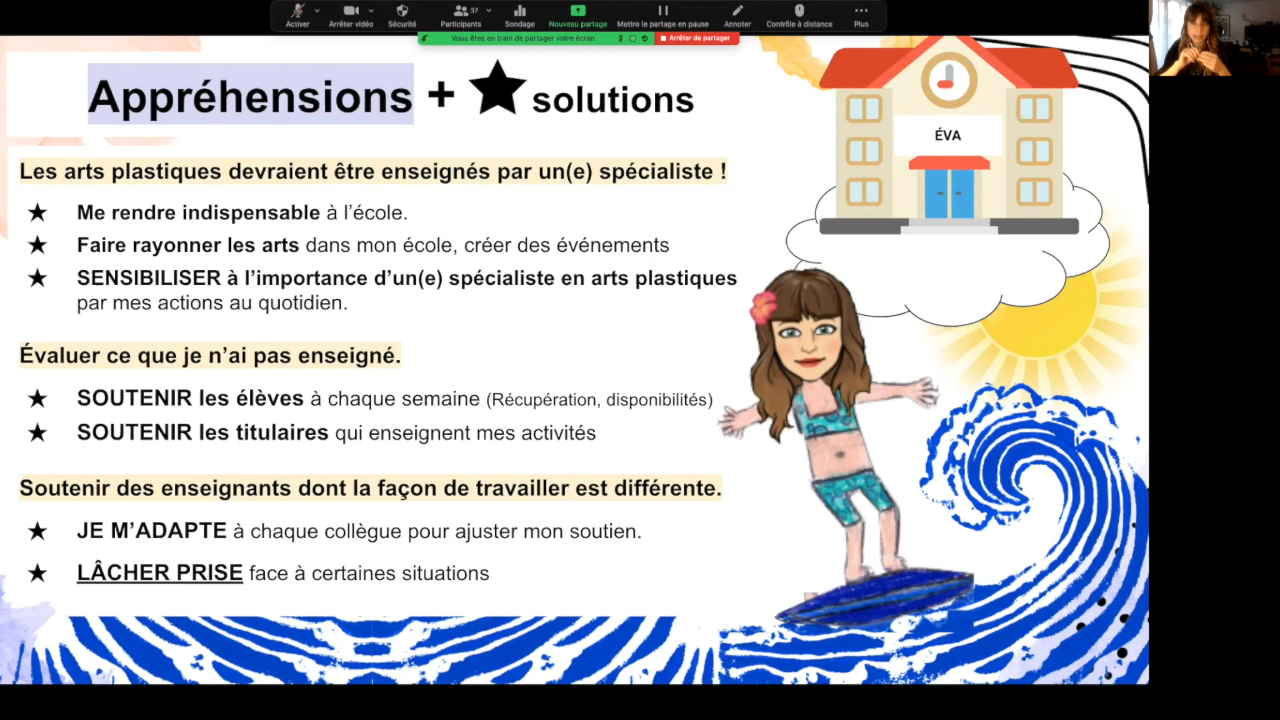 Activer
Arrêter vidéo
Sécurité
Participants
37
Sondage
Nouveau partage
Mettre le partage en pause
Annoter
Contrôle à distance
Plus
Vous êtes en train de partager votre écran
Arrêter de partager
Appréhensions + ★ solutions
ÉVA
Les arts plastiques devraient être enseignés par un(e) spécialiste !
★ Me rendre indispensable à l’école.
★ Faire rayonner les arts dans mon école, créer des événements
★ SENSIBILISER à l’importance d’un(e) spécialiste en arts plastiques
par mes actions au quotidien.
Évaluer ce que je n’ai pas enseigné.
★ SOUTENIR les élèves à chaque semaine (Récupération, disponibilités)
★ SOUTENIR les titulaires qui enseignent mes activités
Soutenir des enseignants dont la façon de travailler est différente.
★ JE M’ADAPTE à chaque collègue pour ajuster mon soutien.
★ LÂCHER PRISE face à certaines situations